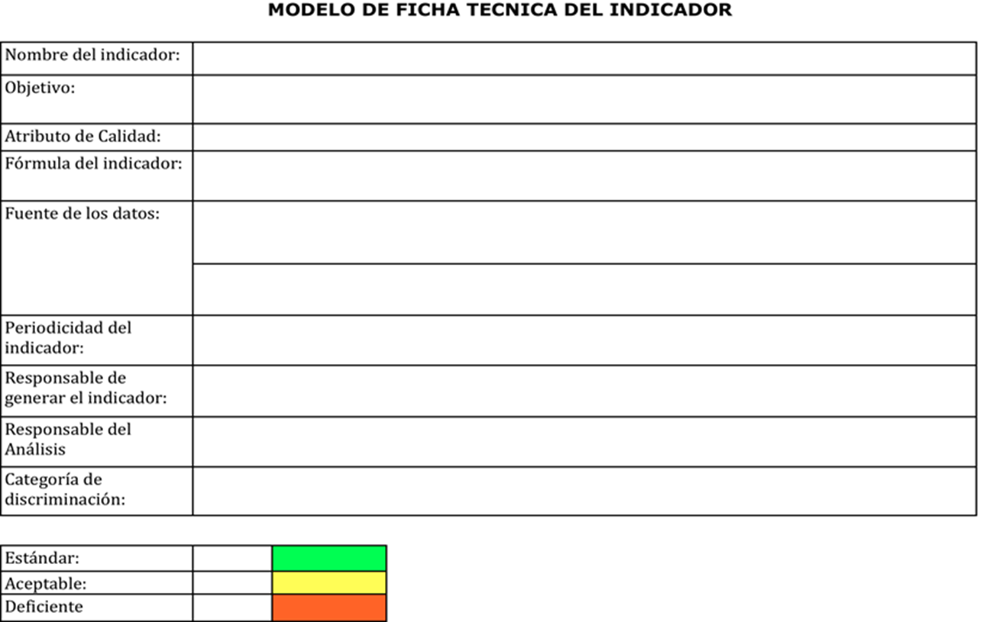 MODELO DE FICHA TECNICA DEL INDICADOR
Nombre del indicador:
Objetivo:
Atributo de Calidad:
Fórmula del indicador:
Fuente de los datos:
Periodicidad del
indicador:
Responsable de
generar el indicador:
Responsable del
Análisis
Categoría de
discriminación:
Estándar:
Aceptable:
Deficiente